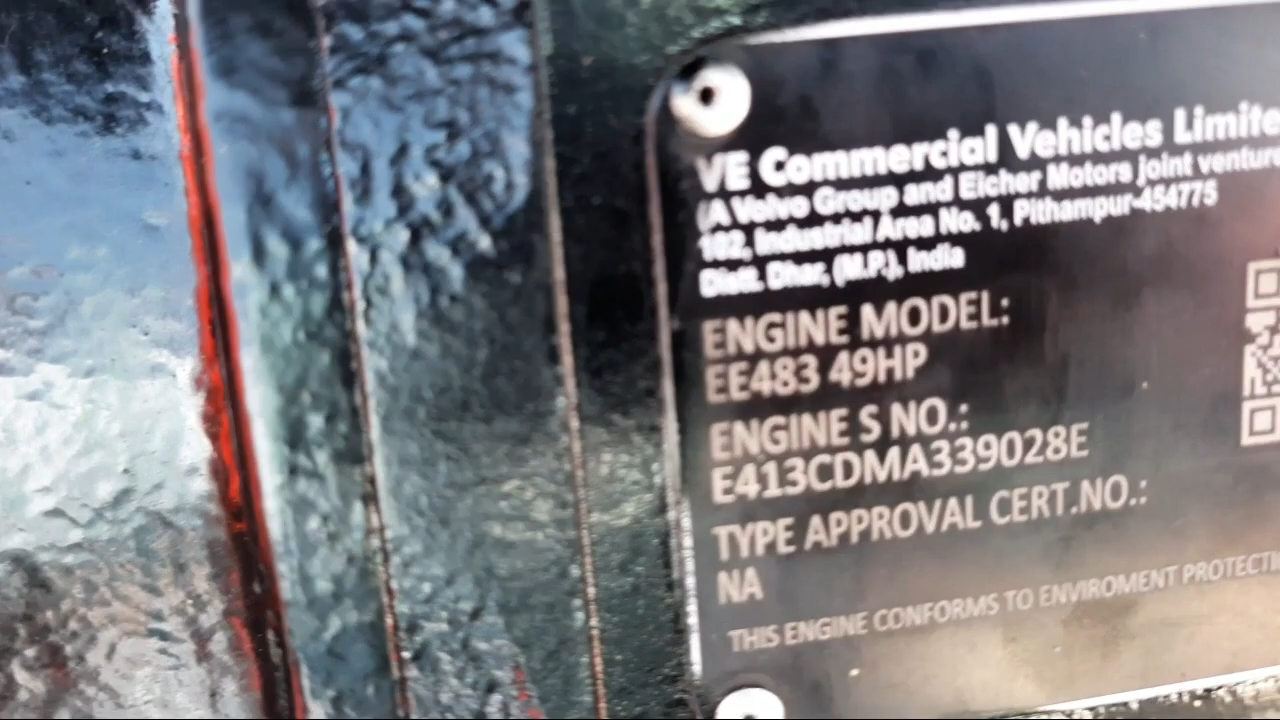 VE Commercial Vehicles Limite
(A Volvo Group and Eicher Motors joint venture
102, Industrial Area No. 1, Pithampur-454775
Distt. Dhar, (M.P.), India
ENGINE MODEL:
EE483 49HP
ENGINE S NO.:
E413CDMA339028E
TYPE APPROVAL CERT.NO.:
NA
THIS ENGINE CONFORMS TO ENVIROMENT PROTECTI